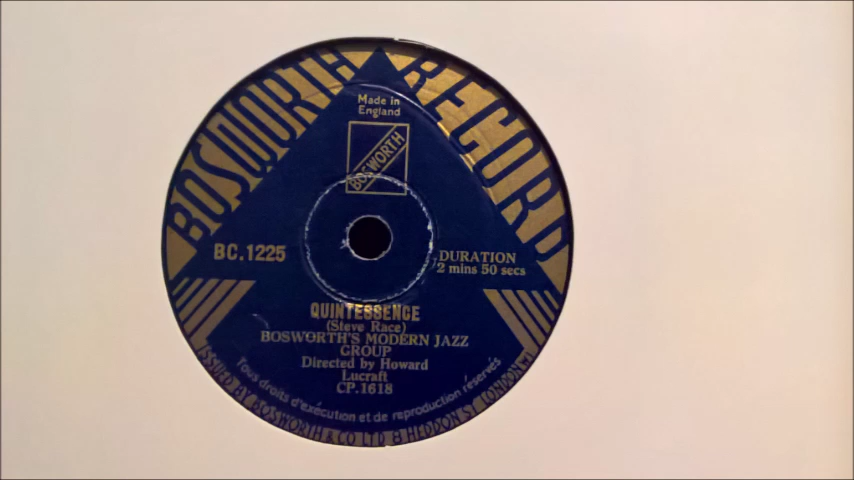 BOSWORTH RECORD
Made in
England
BOSWORTH
BC.1225
DURATION
2 mins 50 secs
QUINTESSENCE
(Steve Race)
BOSWORTH'S MODERN JAZZ
GROUP
Directed by Howard
Lucraft
CP.1618
Tous droits d'exécution et de reproduction réservés
ISSUED BY BOSWORTH & CO LTD 8 HEDDON ST LONDON